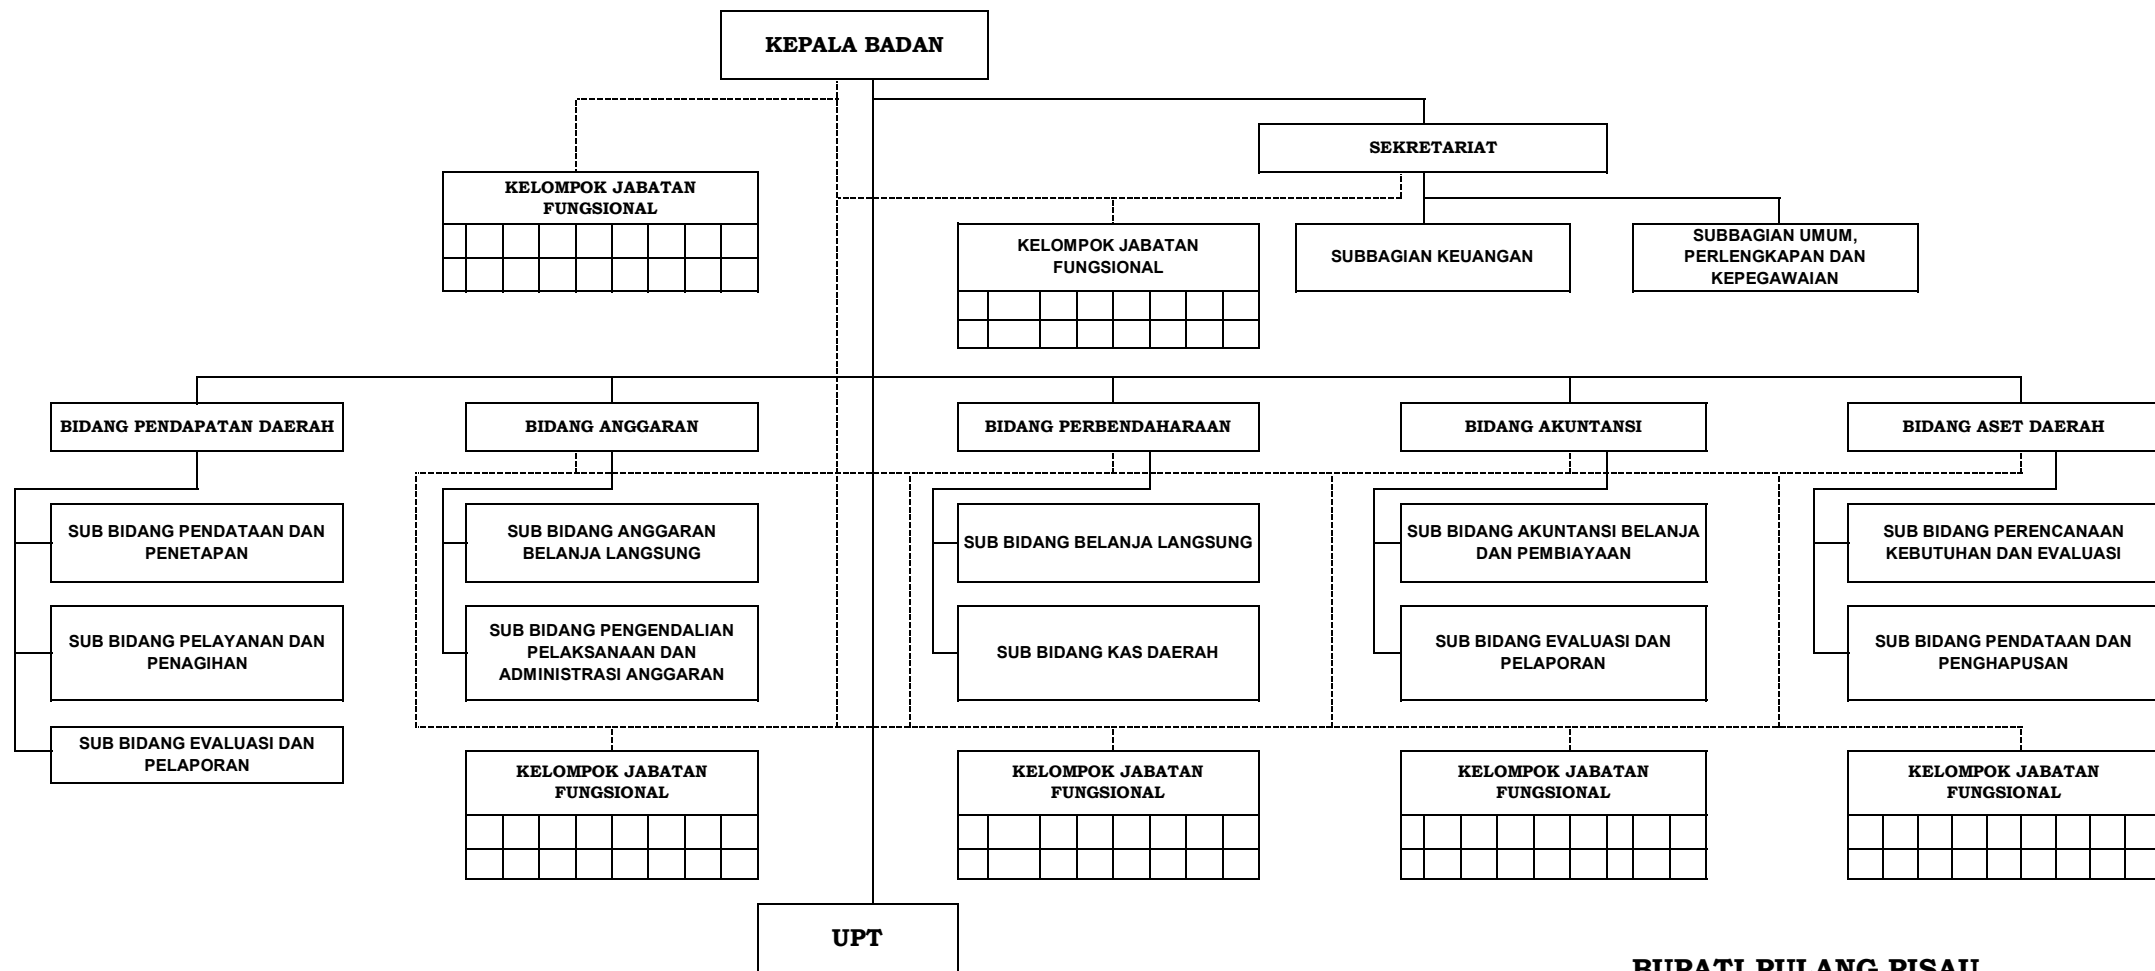 KEPALA BADAN
SEKRETARIAT
KELOMPOK JABATAN
FUNGSIONAL
KELOMPOK JABATAN
FUNGSIONAL
SUBBAGIAN KEUANGAN
SUBBAGIAN UMUM,
PERLENGKAPAN DAN
KEPEGAWAIAN
BIDANG PENDAPATAN DAERAH
BIDANG ANGGARAN
BIDANG PERBENDAHARAAN
BIDANG AKUNTANSI
BIDANG ASET DAERAH
SUB BIDANG PENDATAAN DAN
PENETAPAN
SUB BIDANG ANGGARAN
BELANJA LANGSUNG
SUB BIDANG BELANJA LANGSUNG
SUB BIDANG AKUNTANSI BELANJA
DAN PEMBIAYAAN
SUB BIDANG PERENCANAAN
KEBUTUHAN DAN EVALUASI
SUB BIDANG PELAYANAN DAN
PENAGIHAN
SUB BIDANG PENGENDALIAN
PELAKSANAAN DAN
ADMINISTRASI ANGGARAN
SUB BIDANG KAS DAERAH
SUB BIDANG EVALUASI DAN
PELAPORAN
SUB BIDANG PENDATAAN DAN
PENGHAPUSAN
SUB BIDANG EVALUASI DAN
PELAPORAN
KELOMPOK JABATAN
FUNGSIONAL
KELOMPOK JABATAN
FUNGSIONAL
KELOMPOK JABATAN
FUNGSIONAL
KELOMPOK JABATAN
FUNGSIONAL
UPT
BUPATI PULANG PISAU